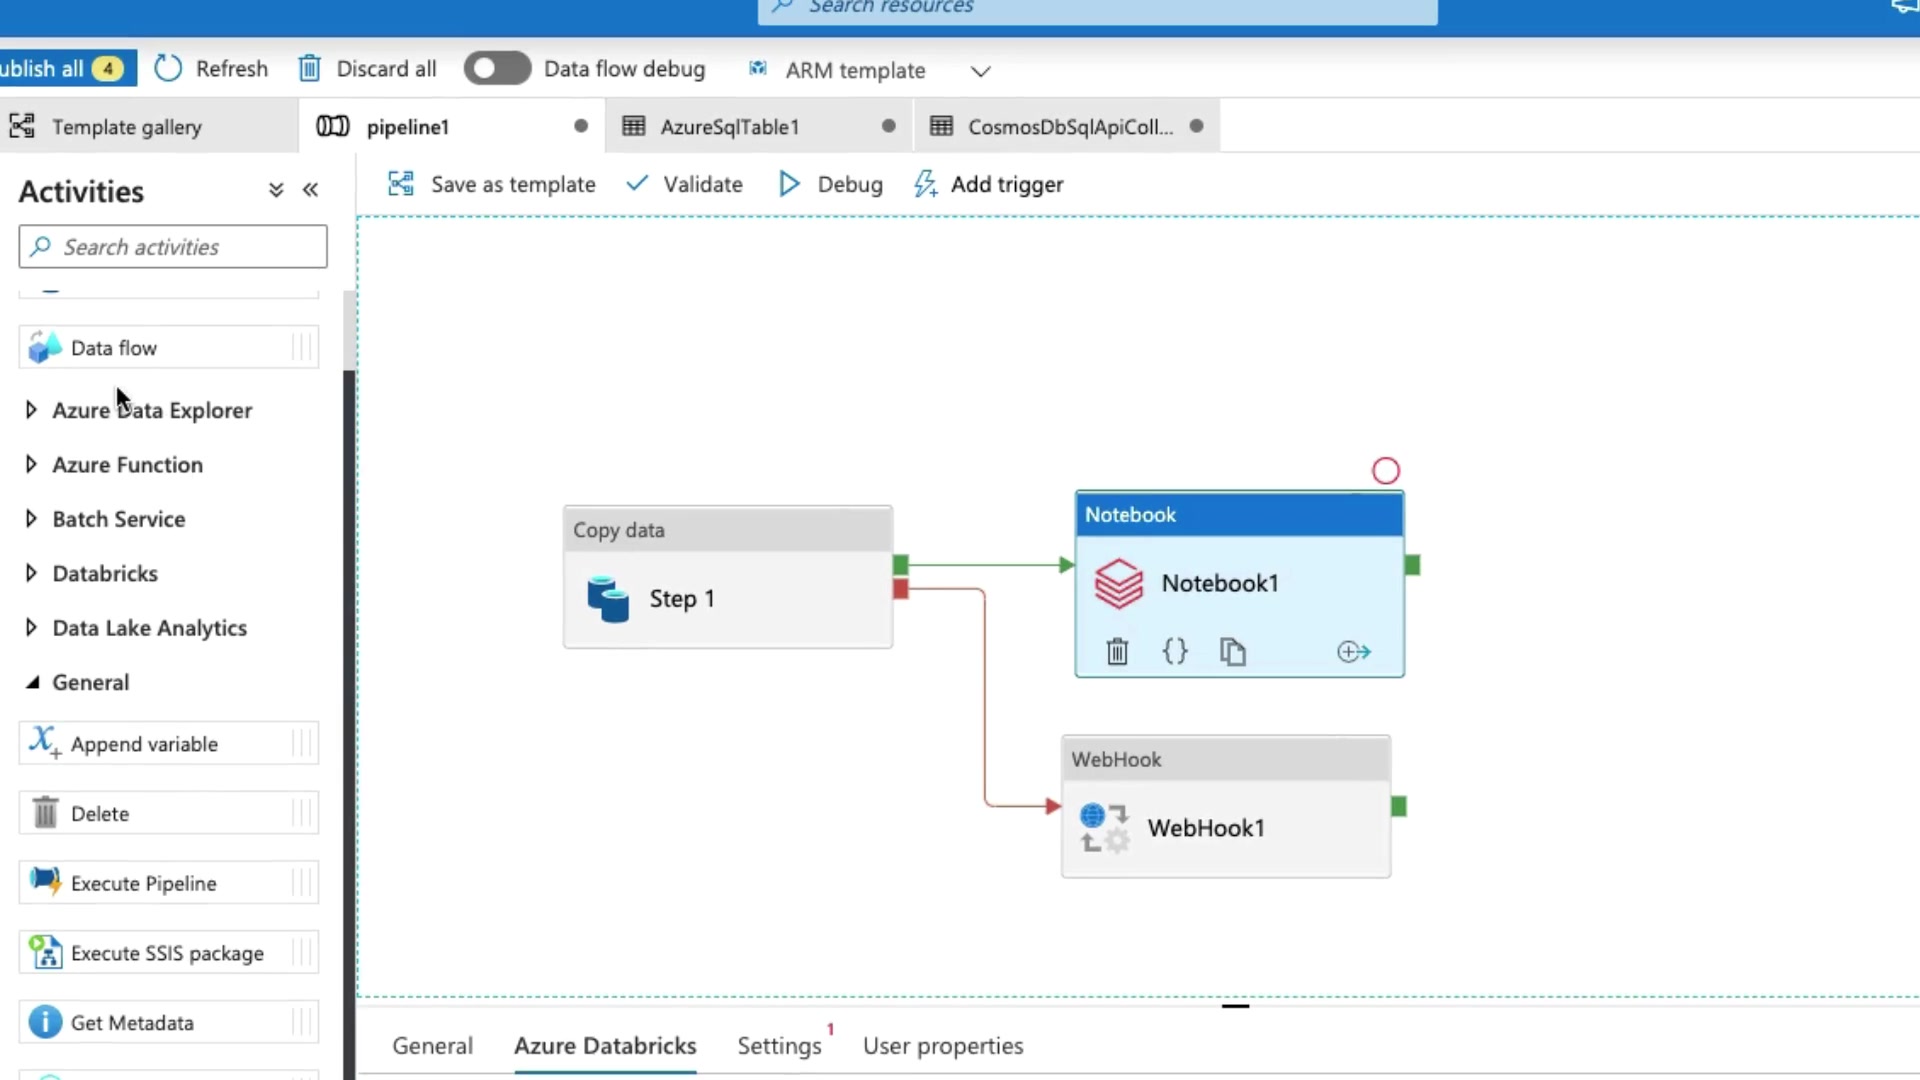 Search resources
ublish all 4 Refresh Discard all Data flow debug ARM template
Template gallery pipeline1 AzureSqlTable1 CosmosDbSqlApiColl...
Activities
Save as template Validate Debug Add trigger
Search activities
Data flow
Azure Data Explorer
Azure Function
Batch Service
Databricks
Data Lake Analytics
General
Append variable
Delete
Execute Pipeline
Execute SSIS package
Get Metadata
Copy data
Step 1
Notebook
Notebook1
{}
WebHook
WebHook1
General Azure Databricks Settings 1 User properties